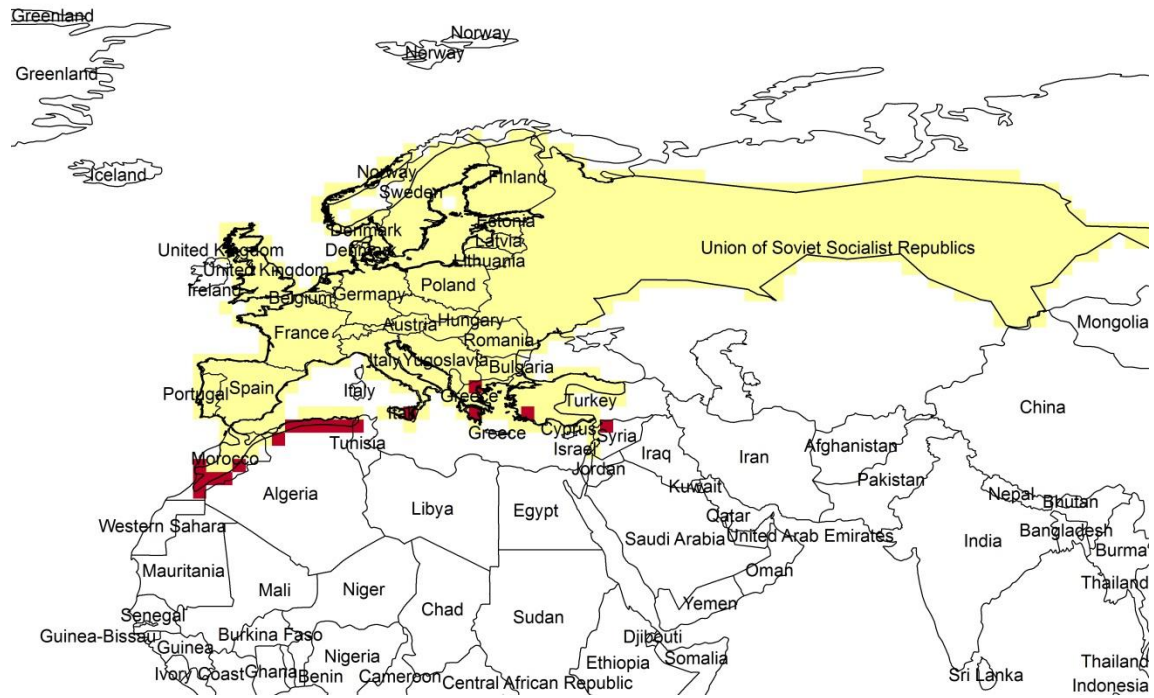 Greenland
Norway
Norway
Greenland
Iceland
Norway
Finland
Sweden
Estonia
Denmark
Latvia
United Kingdom
Denmark
Union of Soviet Socialist Republics
Lithuania
United Kingdom
Ireland
Poland
Belgium
Germany
Austria
Hungary
Mongolia
France
Romania
Italy
Yugoslavia
Bulgaria
Portugal
Spain
Italy
Greece
Turkey
China
Italy
Greece
Cyprus
Syria
Tunisia
Israel
Iraq
Iran
Afghanistan
Morocco
Jordan
Pakistan
Algeria
Kuwait
Nepal
Bhutan
Libya
Egypt
Western Sahara
Qatar
Bangladesh
Saudi Arabia
United Arab Emirates
India
Burma
Mauritania
Oman
Mali
Niger
Thailand
Chad
Yemen
Senegal
Sudan
Guinea-Bissau
Burkina Faso
Djibouti
Guinea
Nigeria
Somalia
Ethiopia
Thailand
Ivory Coast
Ghana
Benin
Cameroon
Central African Republic
Sri Lanka
Indonesia